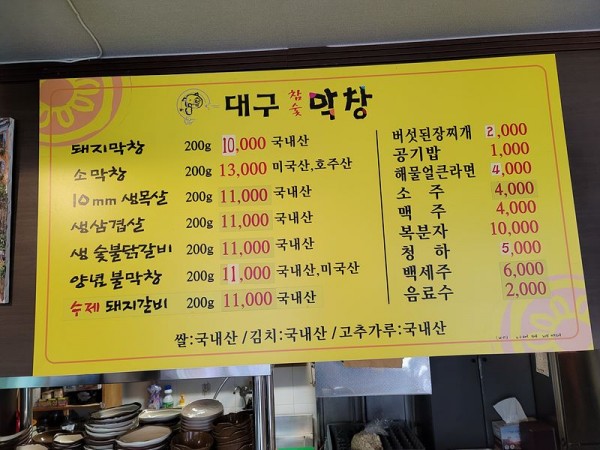 대구 참숯 막창
돼지막창 200g 10,000 국내산
소막창 200g 13,000 미국산,호주산
10mm 생목살 200g 11,000 국내산
생삼겹살 200g 11,000 국내산
생 숯불닭갈비 200g 11,000 국내산
양념 불막창 200g 11,000 국내산,미국산
수제 돼지갈비 200g 11,000 국내산
버섯된장찌개 2,000
공기밥 1,000
해물얼큰라면 4,000
소 주 4,000
맥 주 4,000
복분자 10,000
청 하 5,000
백세주 6,000
음료수 2,000
쌀:국내산 /김치:국내산/고추가루:국내산